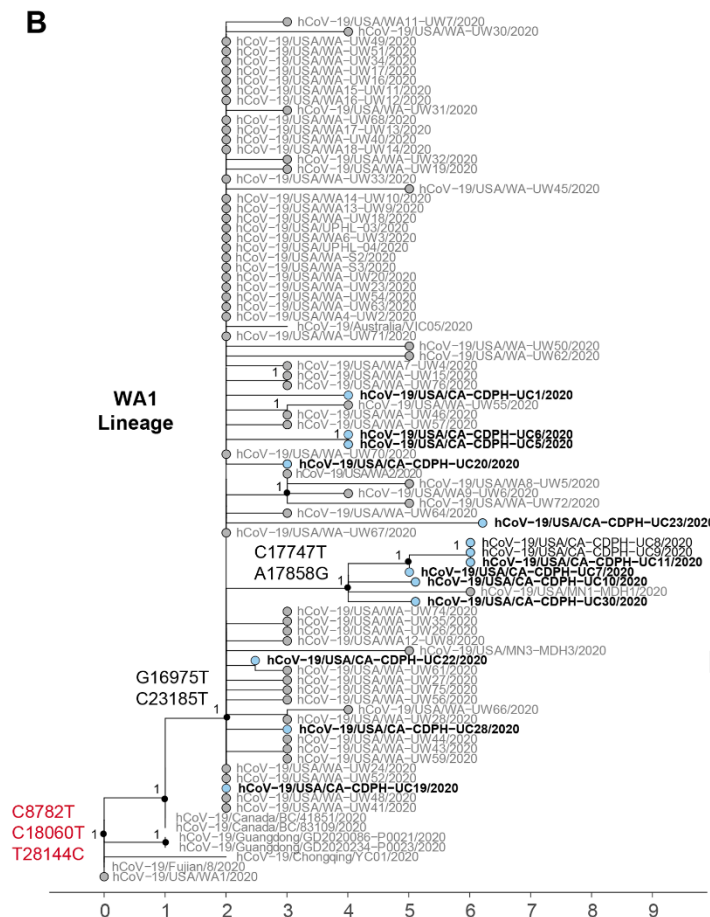 B
hCoV−19/USA/WA11−UW7/2020
hCoV−19/USA/WA−UW30/2020
hCoV−19/USA/WA−UW49/2020
hCoV−19/USA/WA−UW51/2020
hCoV−19/USA/WA−UW34/2020
hCoV−19/USA/WA−UW17/2020
hCoV−19/USA/WA−UW16/2020
hCoV−19/USA/WA15−UW11/2020
hCoV−19/USA/WA16−UW12/2020
hCoV−19/USA/WA−UW31/2020
hCoV−19/USA/WA−UW68/2020
hCoV−19/USA/WA17−UW13/2020
hCoV−19/USA/WA−UW40/2020
hCoV−19/USA/WA18−UW14/2020
hCoV−19/USA/WA−UW32/2020
hCoV−19/USA/WA−UW19/2020
hCoV−19/USA/WA−UW33/2020
hCoV−19/USA/WA−UW45/2020
hCoV−19/USA/WA14−UW10/2020
hCoV−19/USA/WA13−UW9/2020
hCoV−19/USA/WA−UW18/2020
hCoV−19/USA/UPHL−03/2020
hCoV−19/USA/WA6−UW3/2020
hCoV−19/USA/UPHL−04/2020
hCoV−19/USA/WA−S2/2020
hCoV−19/USA/WA−S3/2020
hCoV−19/USA/WA−UW20/2020
hCoV−19/USA/WA−UW23/2020
hCoV−19/USA/WA−UW54/2020
hCoV−19/USA/WA−UW63/2020
hCoV−19/USA/WA4−UW2/2020
hCoV−19/Australia/VIC05/2020
hCoV−19/USA/WA−UW71/2020
hCoV−19/USA/WA−UW50/2020
hCoV−19/USA/WA−UW62/2020
hCoV−19/USA/WA7−UW4/2020
1 hCoV−19/USA/WA−UW15/2020
hCoV−19/USA/WA−UW76/2020
WA1
Lineage
hCoV−19/USA/CA−CDPH−UC1/2020
hCoV−19/USA/WA−UW55/2020
1 hCoV−19/USA/WA−UW46/2020
hCoV−19/USA/WA−UW57/2020
1 hCoV−19/USA/CA−CDPH−UC6/2020
hCoV−19/USA/CA−CDPH−UC5/2020
hCoV−19/USA/WA−UW70/2020
hCoV−19/USA/CA−CDPH−UC20/2020
hCoV−19/USA/WA2/2020
1 hCoV−19/USA/WA8−UW5/2020
hCoV−19/USA/WA9−UW6/2020
hCoV−19/USA/WA−UW72/2020
hCoV−19/USA/WA−UW64/2020
hCoV−19/USA/CA−CDPH−UC23/2020
hCoV−19/USA/WA−UW67/2020
C17747T
A17858G
1 1 1
hCoV−19/USA/CA−CDPH−UC8/2020
hCoV−19/USA/CA−CDPH−UC9/2020
hCoV−19/USA/CA−CDPH−UC11/2020
hCoV−19/USA/CA−CDPH−UC7/2020
hCoV−19/USA/CA−CDPH−UC10/2020
hCoV−19/USA/MN1−MDH1/2020
hCoV−19/USA/CA−CDPH−UC30/2020
hCoV−19/USA/WA−UW74/2020
hCoV−19/USA/WA−UW35/2020
hCoV−19/USA/WA−UW26/2020
hCoV−19/USA/WA12−UW8/2020
hCoV−19/USA/MN3−MDH3/2020
hCoV−19/USA/CA−CDPH−UC22/2020
G16975T
C23185T
1
hCoV−19/USA/WA−UW61/2020
hCoV−19/USA/WA−UW27/2020
hCoV−19/USA/WA−UW75/2020
hCoV−19/USA/WA−UW56/2020
hCoV−19/USA/WA−UW66/2020
hCoV−19/USA/WA−UW28/2020
hCoV−19/USA/CA−CDPH−UC28/2020
hCoV−19/USA/WA−UW44/2020
hCoV−19/USA/WA−UW43/2020
hCoV−19/USA/WA−UW59/2020
hCoV−19/USA/WA−UW24/2020
hCoV−19/USA/WA−UW52/2020
hCoV−19/USA/CA−CDPH−UC19/2020
hCoV−19/USA/WA−UW48/2020
hCoV−19/USA/WA−UW41/2020
C8782T
C18060T
T28144C
1 1 1
hCoV−19/Canada/BC/41851/2020
hCoV−19/Canada/BC/83109/2020
hCoV−19/Guangdong/GD2020086−P0021/2020
hCoV−19/Guangdong/GD2020234−P0023/2020
hCoV−19/Chongqing/YC01/2020
hCoV−19/Fujian/8/2020
hCoV−19/USA/WA1/2020
0 1 2 3 4 5 6 7 8 9